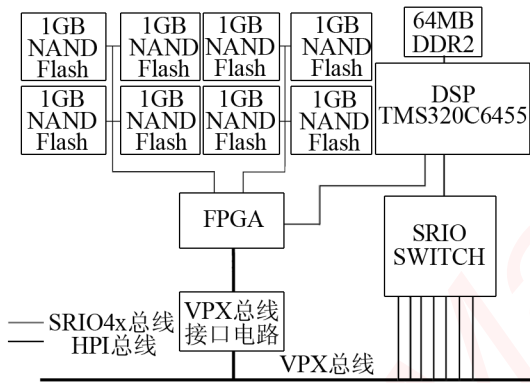 1GB
NAND
Flash
1GB
NAND
Flash
1GB
NAND
Flash
1GB
NAND
Flash
64MB
DDR2
1GB
NAND
Flash
1GB
NAND
Flash
1GB
NAND
Flash
1GB
NAND
Flash
DSP
TMS320C6455
FPGA
SRIO
SWITCH
VPX总线
接口电路
SRIO4x总线
HPI总线
VPX总线